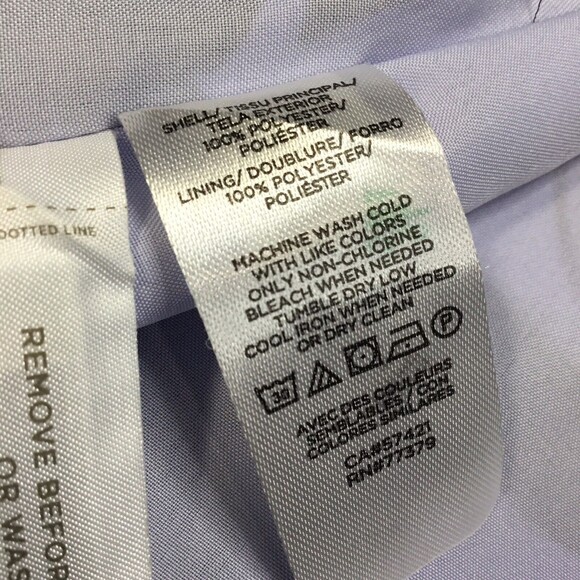 SHELL/ TISSU PRINCIPAL/
TELA EXTERIOR
100% POLYESTER/
POLIÉSTER
LINING/ DOUBLURE/ FORRO
100% POLYESTER/
POLIÉSTER
MACHINE WASH COLD
WITH LIKE COLORS
ONLY NON-CHLORINE
BLEACH WHEN NEEDED
TUMBLE DRY LOW
COOL IRON WHEN NEEDED
OR DRY CLEAN
30 P
AVEC DES COULEURS
SEMBLABLES / CON
COLORES SIMILARES
CA#57421
RN#77379
DOTTED LINE
REMOVE BEFOR
OR WAS